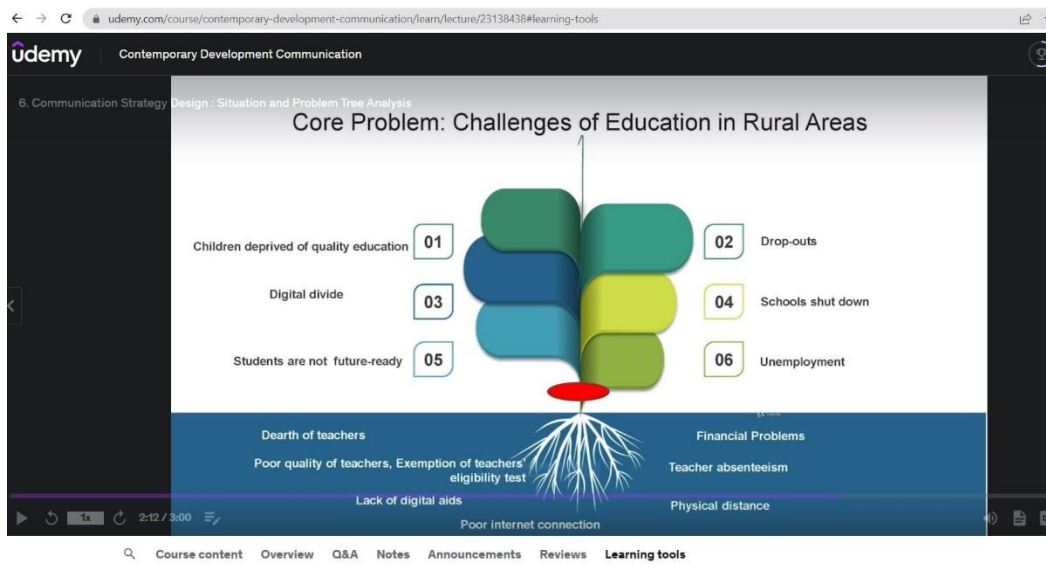 udemy.com/course/contemporary-development-communication/learn/lecture/23138438#learning-tools
ûdemy
Contemporary Development Communication
6. Communication Strategy Design : Situation and Problem Tree Analysis
Core Problem: Challenges of Education in Rural Areas
Children deprived of quality education
01
02
Drop-outs
Digital divide
03
04
Schools shut down
Students are not future-ready
05
06
Unemployment
Dearth of teachers
Financial Problems
Poor quality of teachers, Exemption of teachers'
eligibility test
Teacher absenteeism
Lack of digital aids
Physical distance
Poor internet connection
1x
2:12 / 3:00
Course content Overview Q&A Notes Announcements Reviews Learning tools